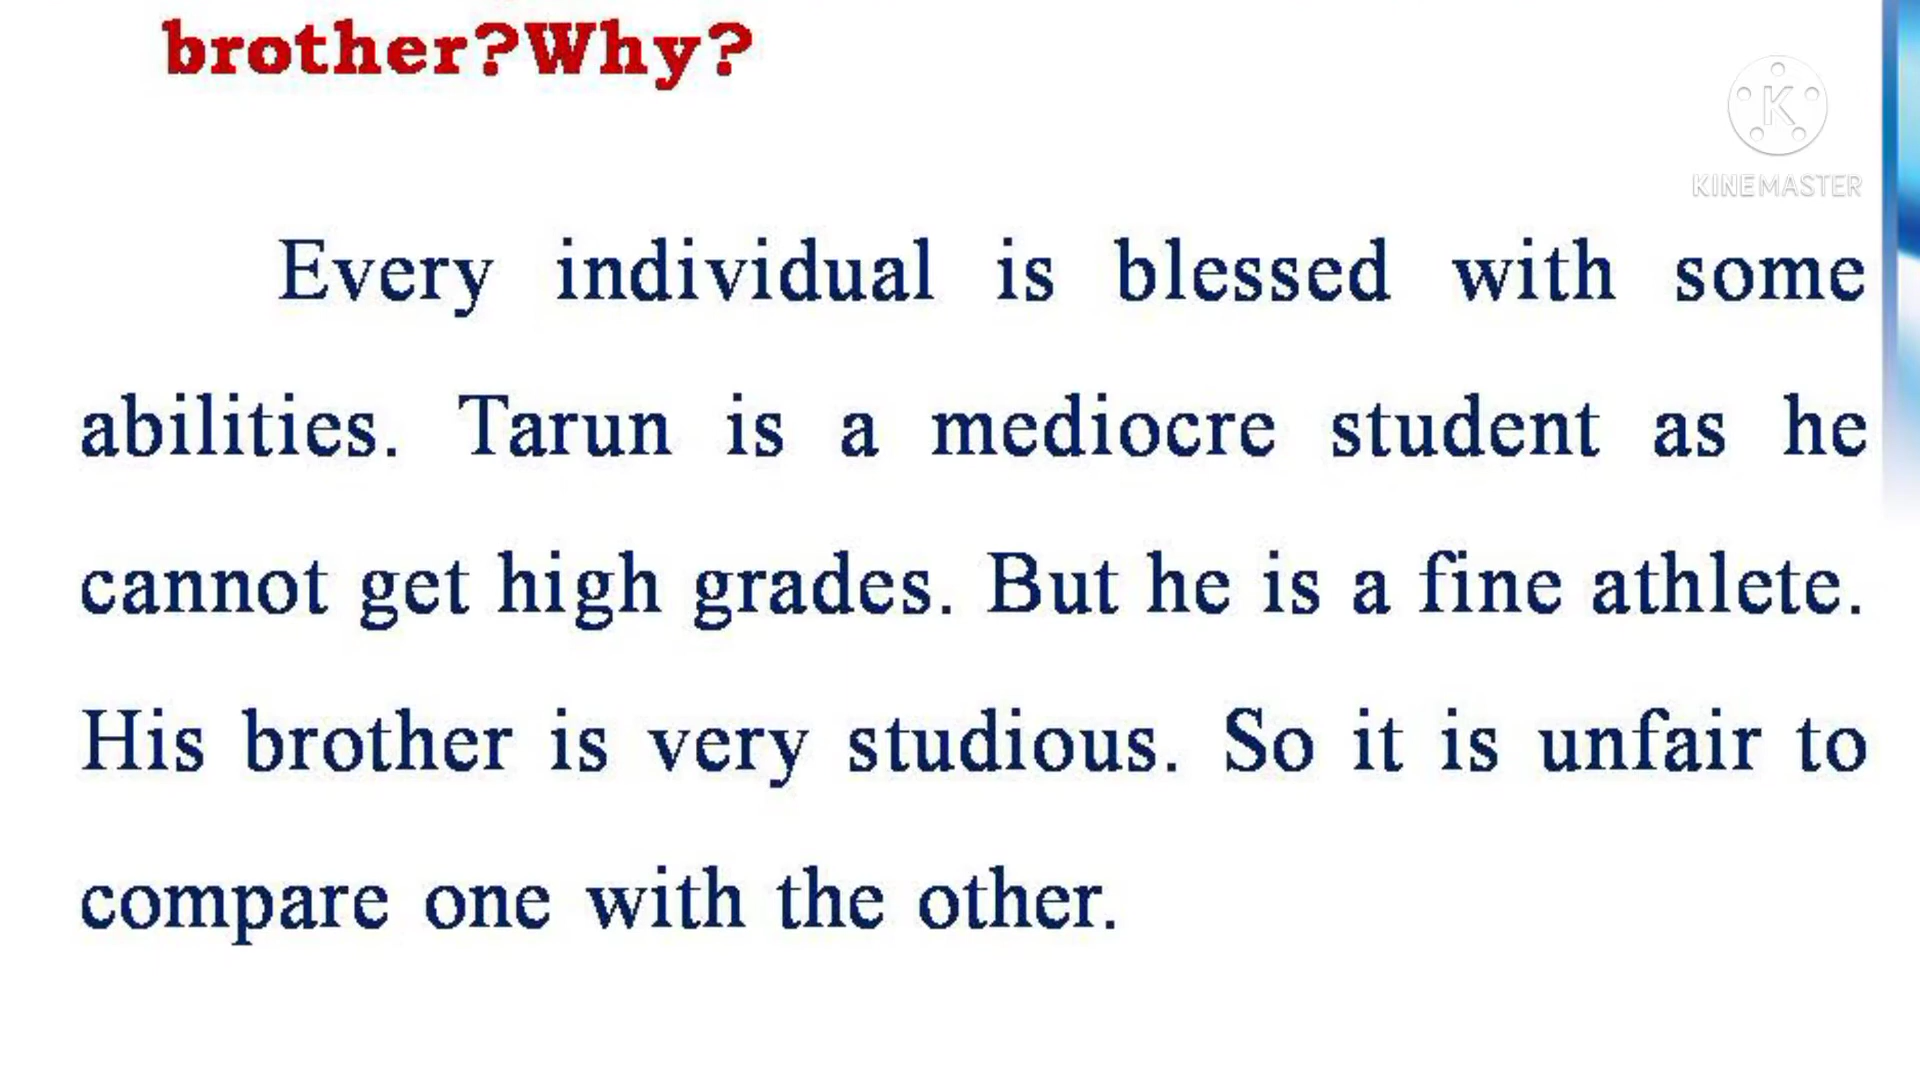 brother?Why?
KINEMASTER
Every individual is blessed with some
abilities. Tarun is a mediocre student as he
cannot get high grades. But he is a fine athlete.
His brother is very studious. So it is unfair to
compare one with the other.